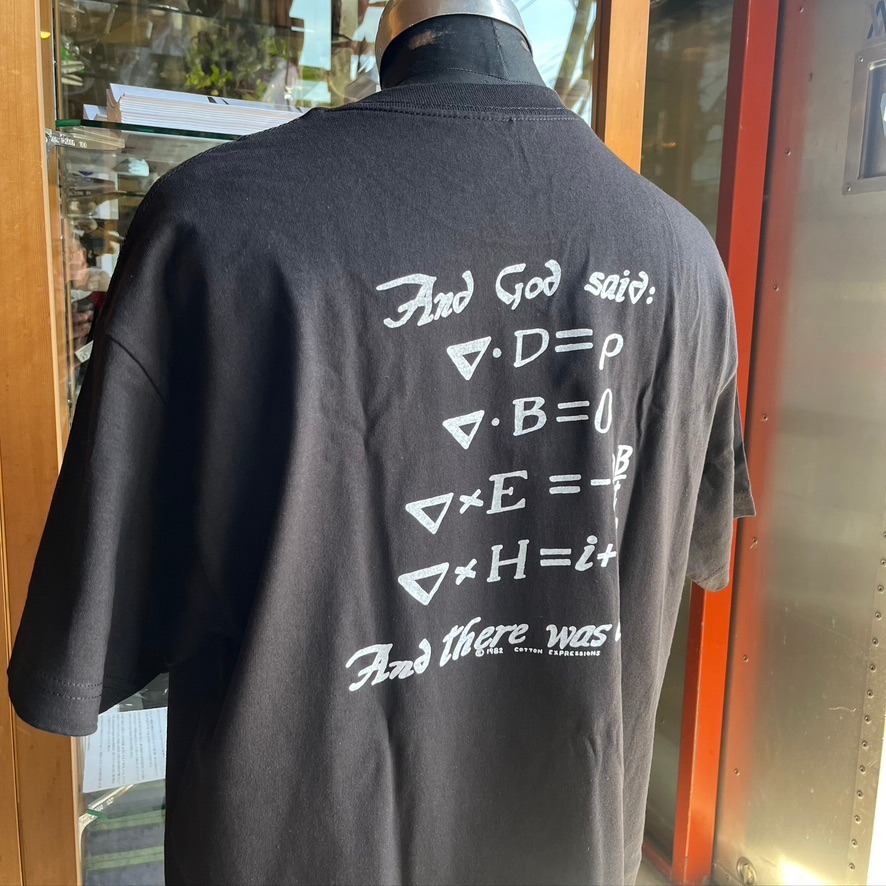 And God said:
∇·D=ρ
∇·B=0
∇×E=-∂B/∂t
∇×H=i+
And there was
© 1982 COTTON EXPRESSIONS